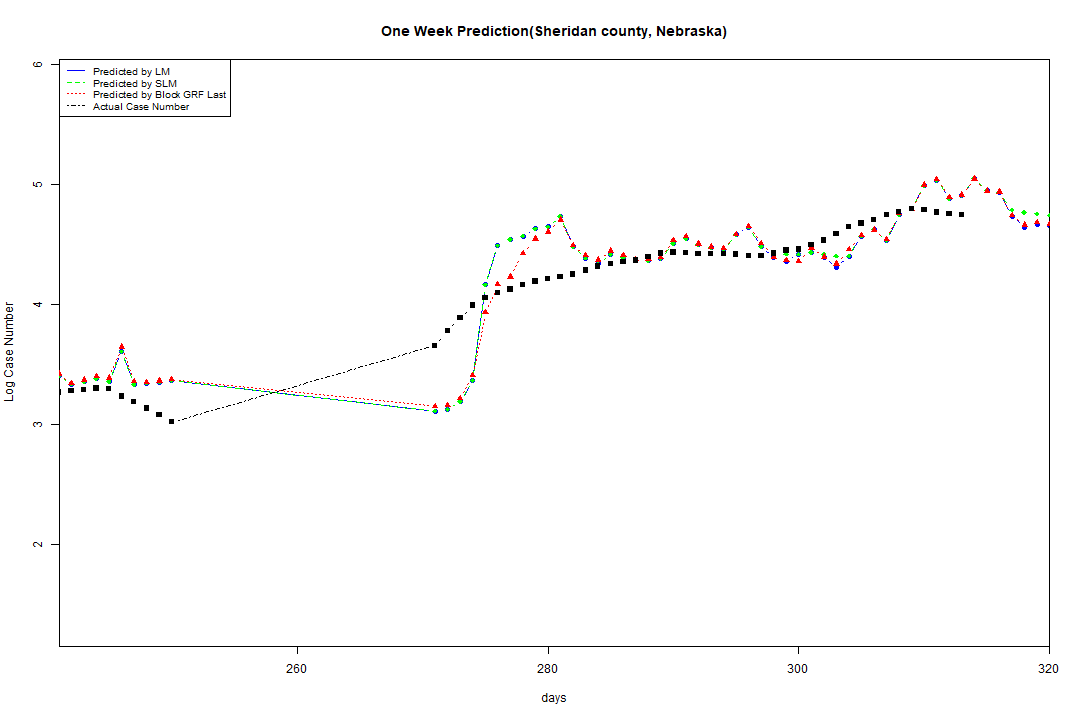 One Week Prediction(Sheridan county, Nebraska)
Predicted by LM
Predicted by SLM
Predicted by Block GRF Last
Actual Case Number
6
5
4
3
2
Log Case Number
260 280 300 320
days